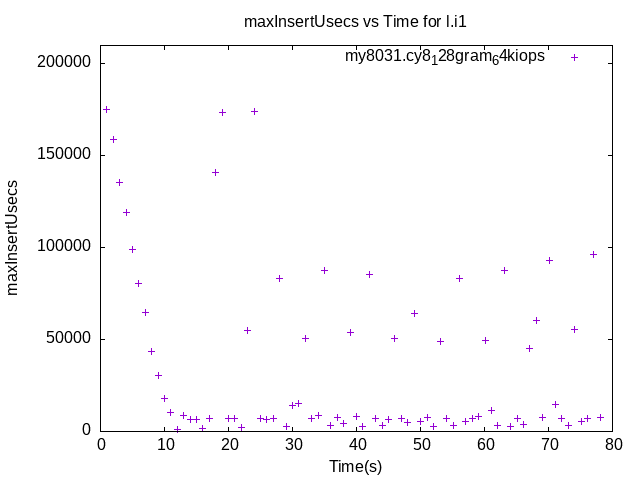 maxInsertUsecs vs Time for l.i1
my8031.cy8₁28gram₆4kiops
200000
150000
100000
50000
0
maxInsertUsecs
0 10 20 30 40 50 60 70 80
Time(s)